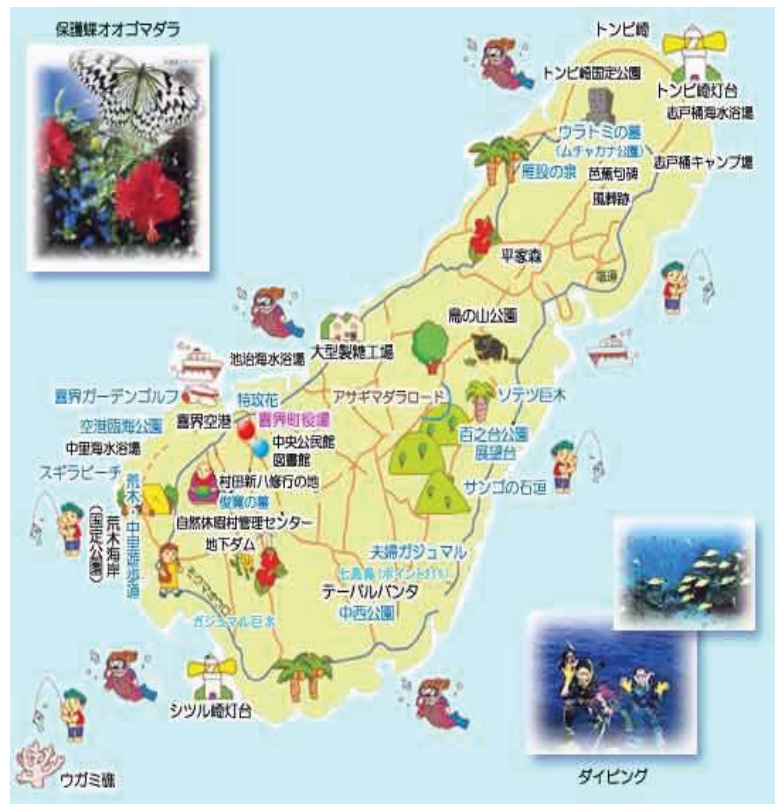 保護蝶オオゴマダラ
トンビ崎
トンビ崎国定公園
トンビ崎灯台
志戸桶海水浴場
ウラトミの墓
(ムチャカナ公園)
志戸桶キャンプ場
雁股の泉
芭蕉句碑
風葬跡
平家森
塩道
鳥の山公園
池治海水浴場
大型製糖工場
喜界ガーデンゴルフ
特攻花
アサギマダラロード
ソテツ巨木
空港臨海公園
喜界空港
喜界町役場
百之台公園
展望台
中里海水浴場
中央公民館
図書館
スギラビーチ
村田新八修行の地
サンゴの石垣
俊寛の墓
荒木・中里遊歩道
荒木海岸
(国定公園)
自然休暇村管理センター
地下ダム
夫婦ガジュマル
七島鼻(ポイント211)
テーバルバンタ
中西公園
ガジュマル巨木
シツル崎灯台
ウガミ礁
ダイビング